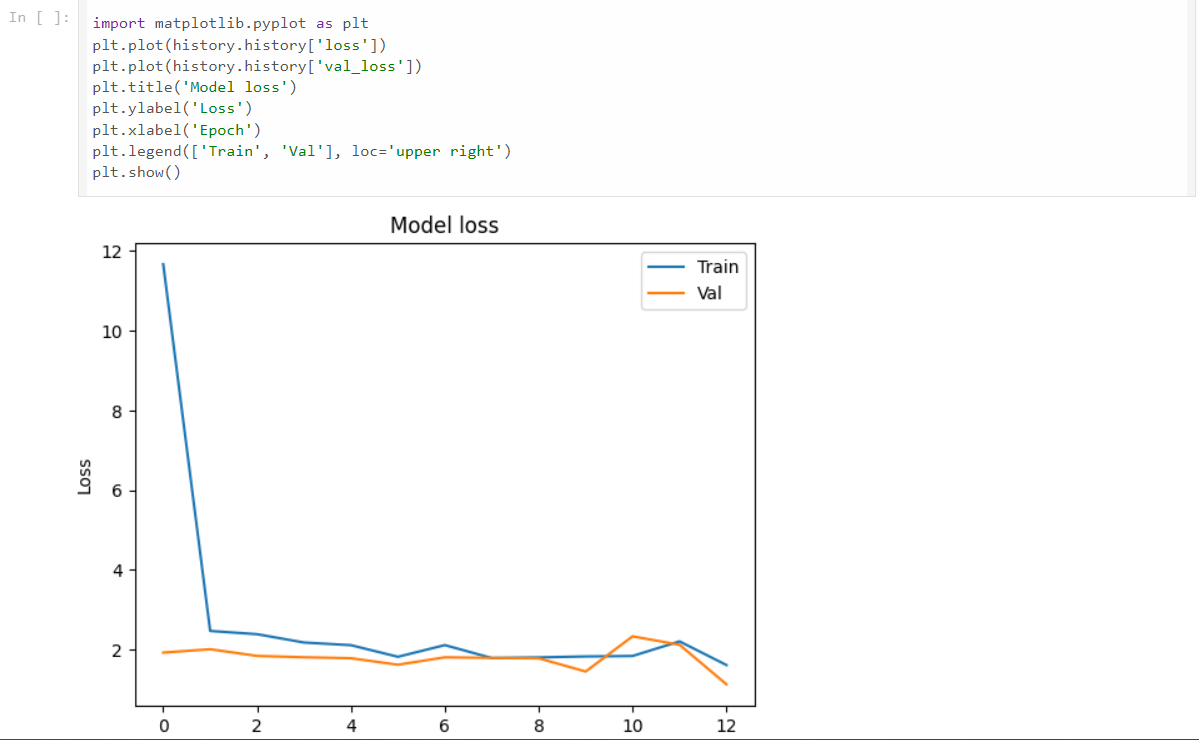 In [ ]:
import matplotlib.pyplot as plt
plt.plot(history.history['loss'])
plt.plot(history.history['val_loss'])
plt.title('Model loss')
plt.ylabel('Loss')
plt.xlabel('Epoch')
plt.legend(['Train', 'Val'], loc='upper right')
plt.show()
Model loss
Train
Val
12
10
8
6
4
2
Loss
0 2 4 6 8 10 12